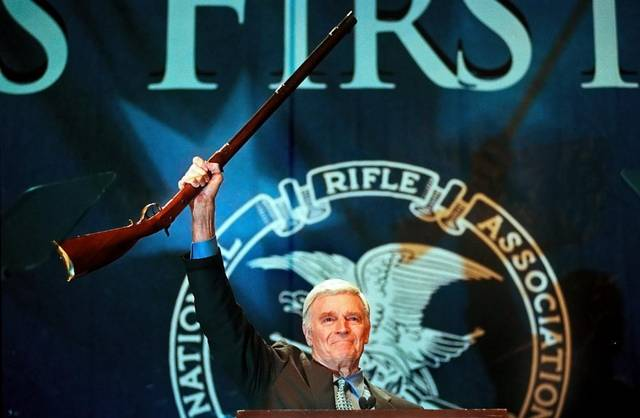 S FIRST
NATIONAL RIFLE ASSOCIATION